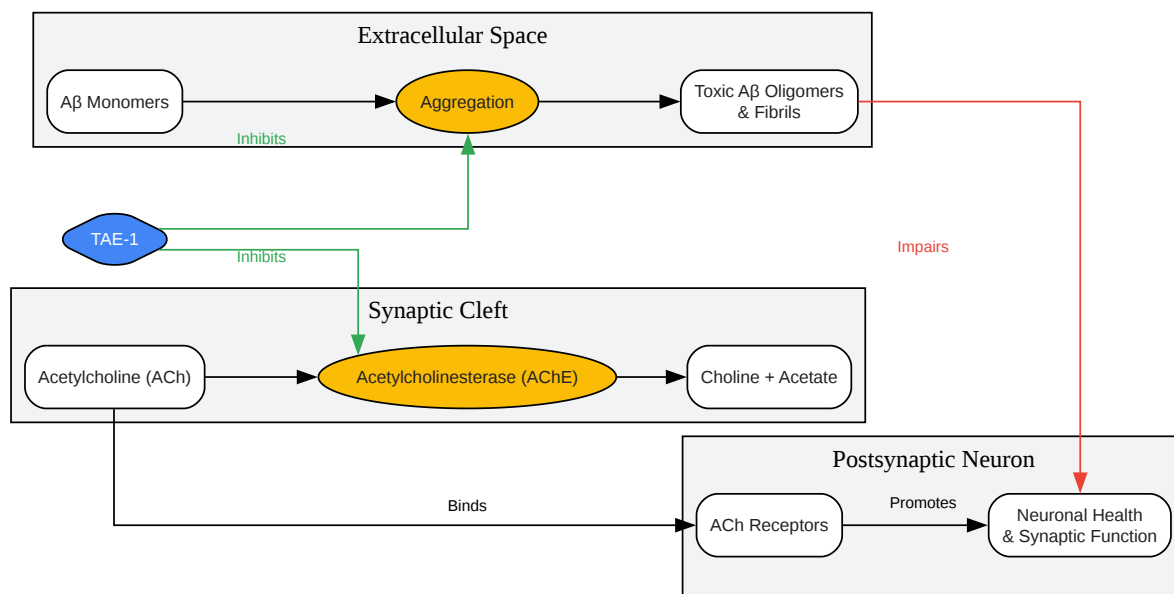 Extracellular Space
Aβ Monomers
Aggregation
Toxic Aβ Oligomers
& Fibrils
Inhibits
TAE-1
Inhibits
Impairs
Synaptic Cleft
Acetylcholine (ACh)
Acetylcholinesterase (AChE)
Choline + Acetate
Postsynaptic Neuron
Binds
ACh Receptors
Promotes
Neuronal Health
& Synaptic Function